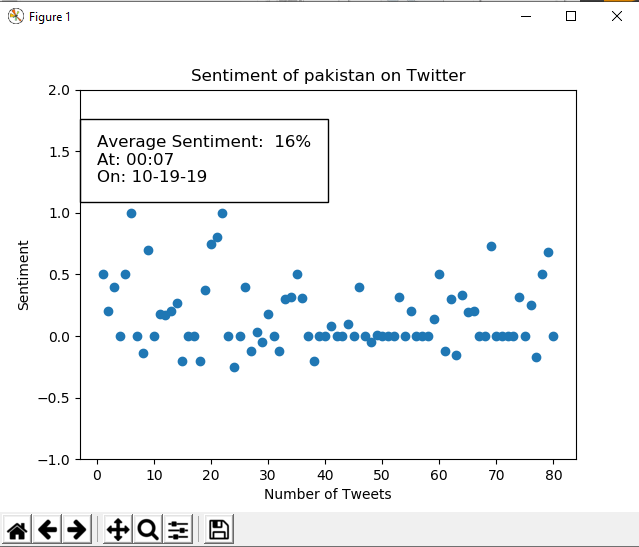 Figure 1
Sentiment of pakistan on Twitter
2.0
1.5
1.0
0.5
0.0
−0.5
−1.0
Sentiment
Average Sentiment:  16%
At: 00:07
On: 10-19-19
0 10 20 30 40 50 60 70 80
Number of Tweets